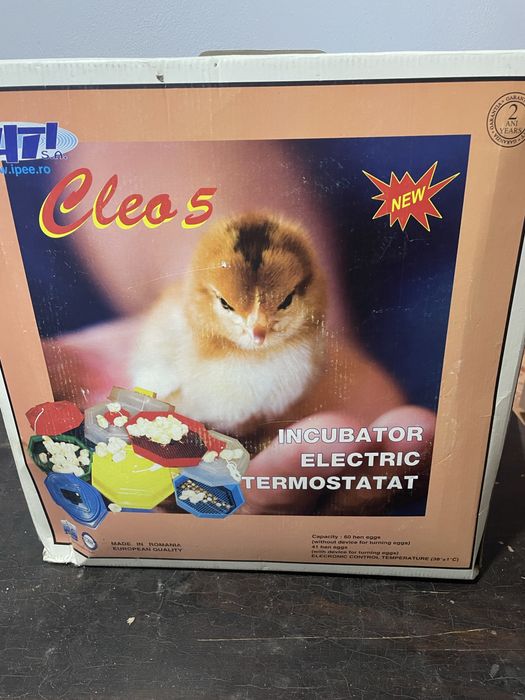 GARANTIE
2
ANI
YEARS
S.A.
w.ipee.ro
Cleo 5
NEW
INCUBATOR
ELECTRIC
TERMOSTATAT
MADE IN ROMANIA
EUROPEAN QUALITY
Capacity : 60 hen eggs
(without device for turning eggs)
41 hen eggs
(with device for turning eggs)
ELECRONIC CONTROL TEMPERATURE (38°±1°C)